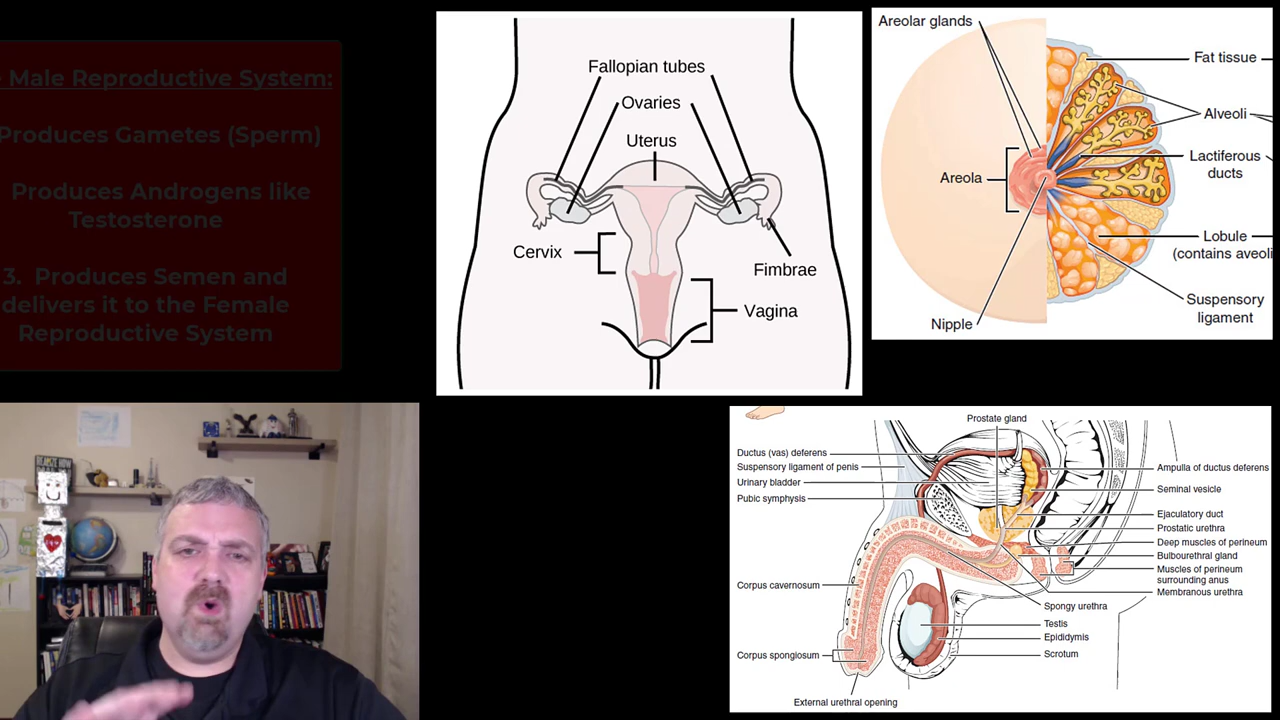 Male Reproductive System:
Produces Gametes (Sperm)
Produces Androgens like
Testosterone
3. Produces Semen and
delivers it to the Female
Reproductive System
Fallopian tubes
Ovaries
Uterus
Cervix
Fimbrae
Vagina
Areolar glands
Fat tissue
Alveoli
Lactiferous
ducts
Areola
Lobule
(contains aveoli
Suspensory
ligament
Nipple
Prostate gland
Ductus (vas) deferens
Suspensory ligament of penis
Urinary bladder
Pubic symphysis
Ampulla of ductus deferens
Seminal vesicle
Ejaculatory duct
Prostatic urethra
Deep muscles of perineum
Bulbourethral gland
Muscles of perineum
surrounding anus
Membranous urethra
Corpus cavernosum
Spongy urethra
Testis
Epididymis
Scrotum
Corpus spongiosum
External urethral opening